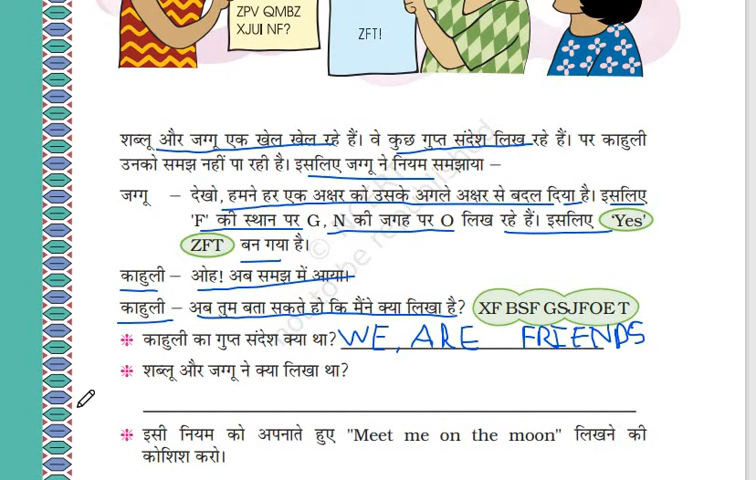 ZPV QMBZ
XJUI NF?
ZFT!
शब्लू और जग्गू एक खेल खेल रहे हैं। वे कुछ गुप्त संदेश लिख रहे हैं। पर काहुली
उनको समझ नहीं पा रही है। इसलिए जग्गू ने नियम समझाया –
जग्गू – देखो, हमने हर एक अक्षर को उसके अगले अक्षर से बदल दिया है। इसलिए
'F' की स्थान पर G, N की जगह पर O लिख रहे हैं। इसलिए 'Yes'
ZFT बन गया है।
काहुली – ओह! अब समझ में आया।
काहुली – अब तुम बता सकते हो कि मैंने क्या लिखा है? XF BSF GSJFOE T
* काहुली का गुप्त संदेश क्या था? WE, ARE FRIENDS
* शब्लू और जग्गू ने क्या लिखा था?
* इसी नियम को अपनाते हुए "Meet me on the moon" लिखने की
कोशिश करो।